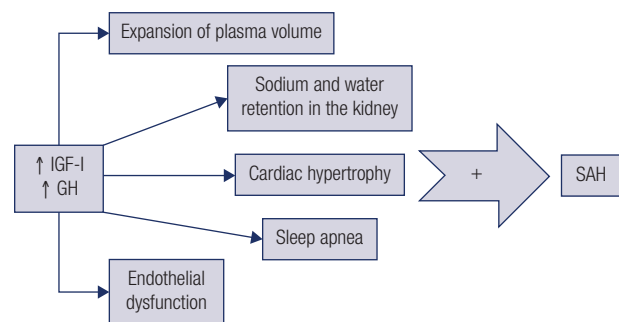 Expansion of plasma volume
Sodium and water
retention in the kidney
↑ IGF-I
↑ GH
Cardiac hypertrophy
+
SAH
Sleep apnea
Endothelial
dysfunction